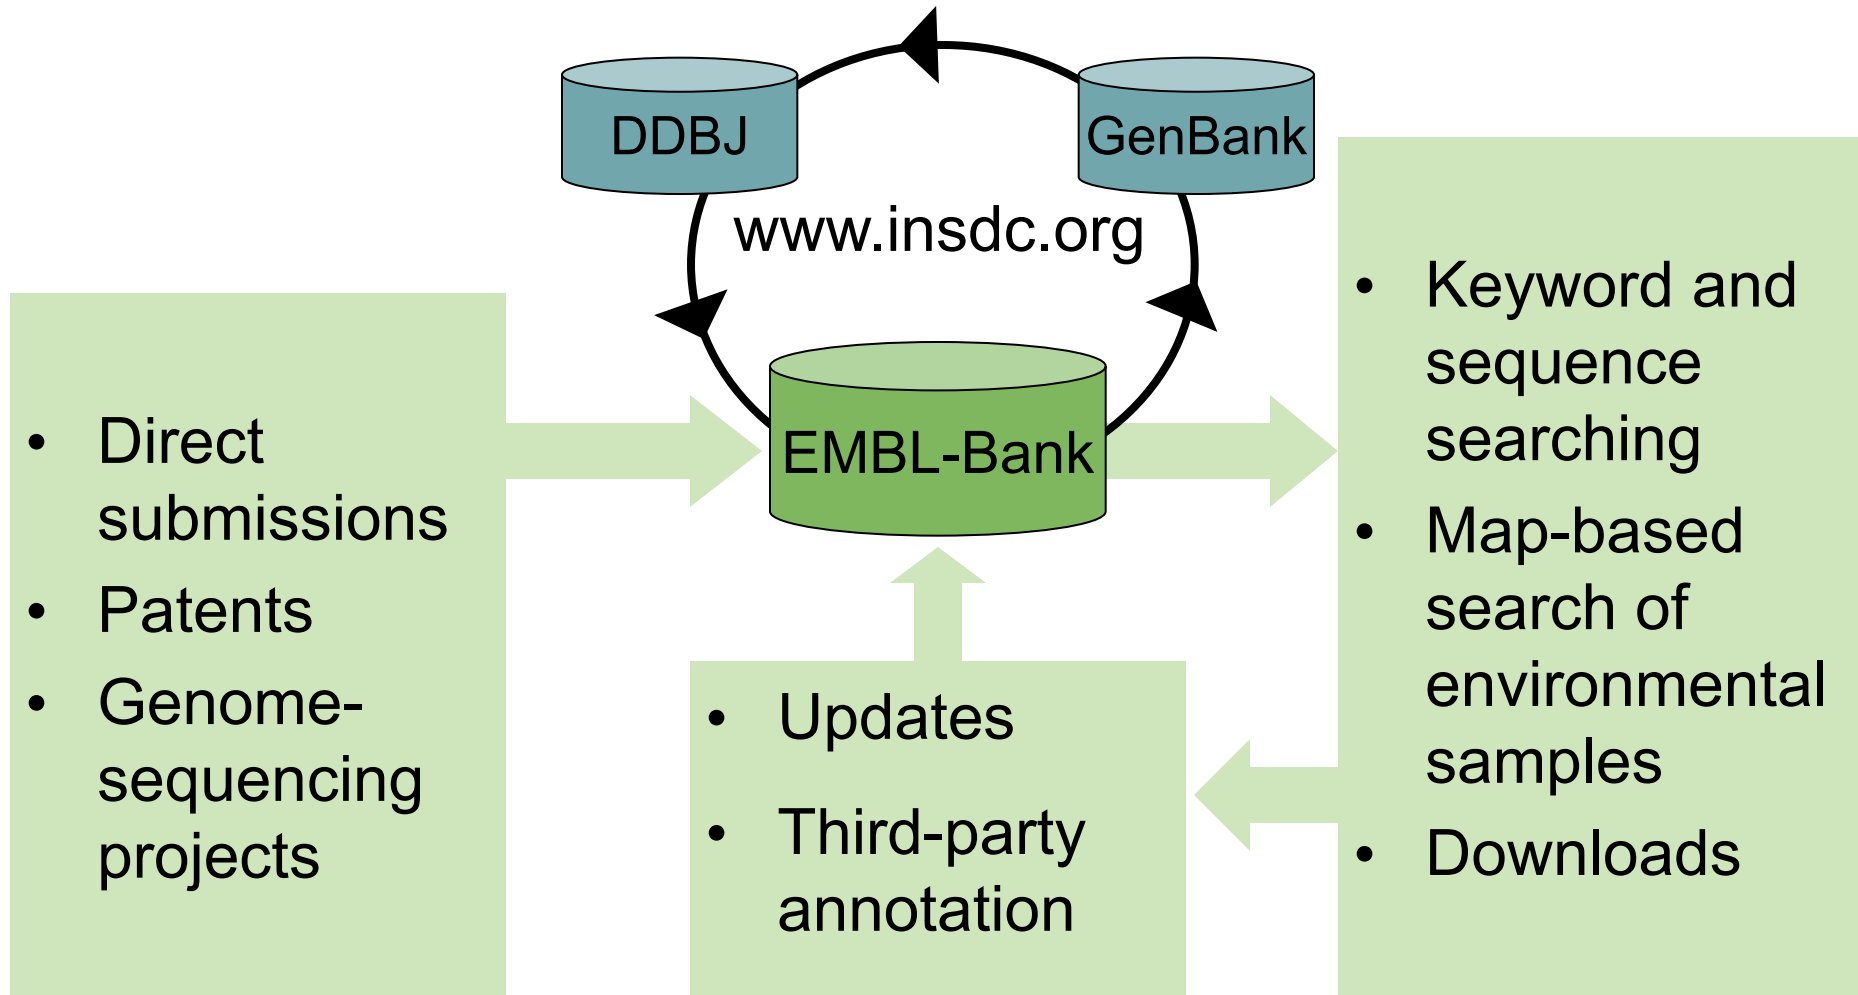 DDBJ
GenBank
www.insdc.org
EMBL-Bank
• Direct
submissions
• Patents
• Genome-
sequencing
projects
• Updates
• Third-party
annotation
• Keyword and
sequence
searching
• Map-based
search of
environmental
samples
• Downloads